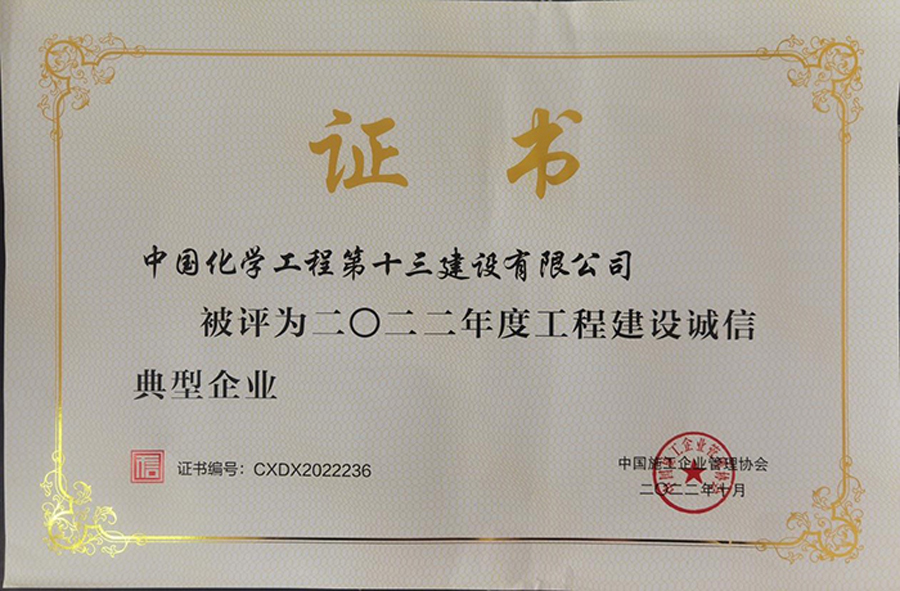 证书
中国化学工程第十三建设有限公司
被评为二〇二二年度工程建设诚信
典型企业
信 证书编号：CXDX2022236
中国施工企业管理协会
二〇二二年十月